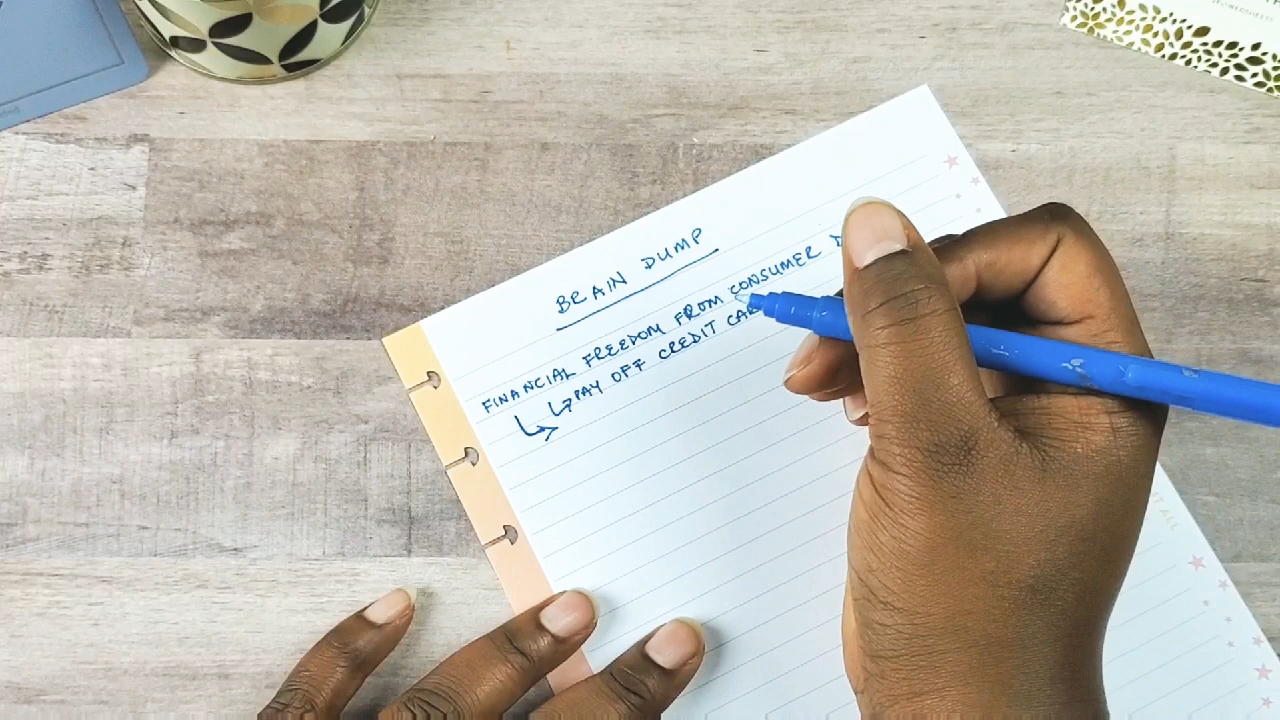 BRAIN DUMP
FINANCIAL FREEDOM FROM CONSUMER
↳ PAY OFF CREDIT
↳